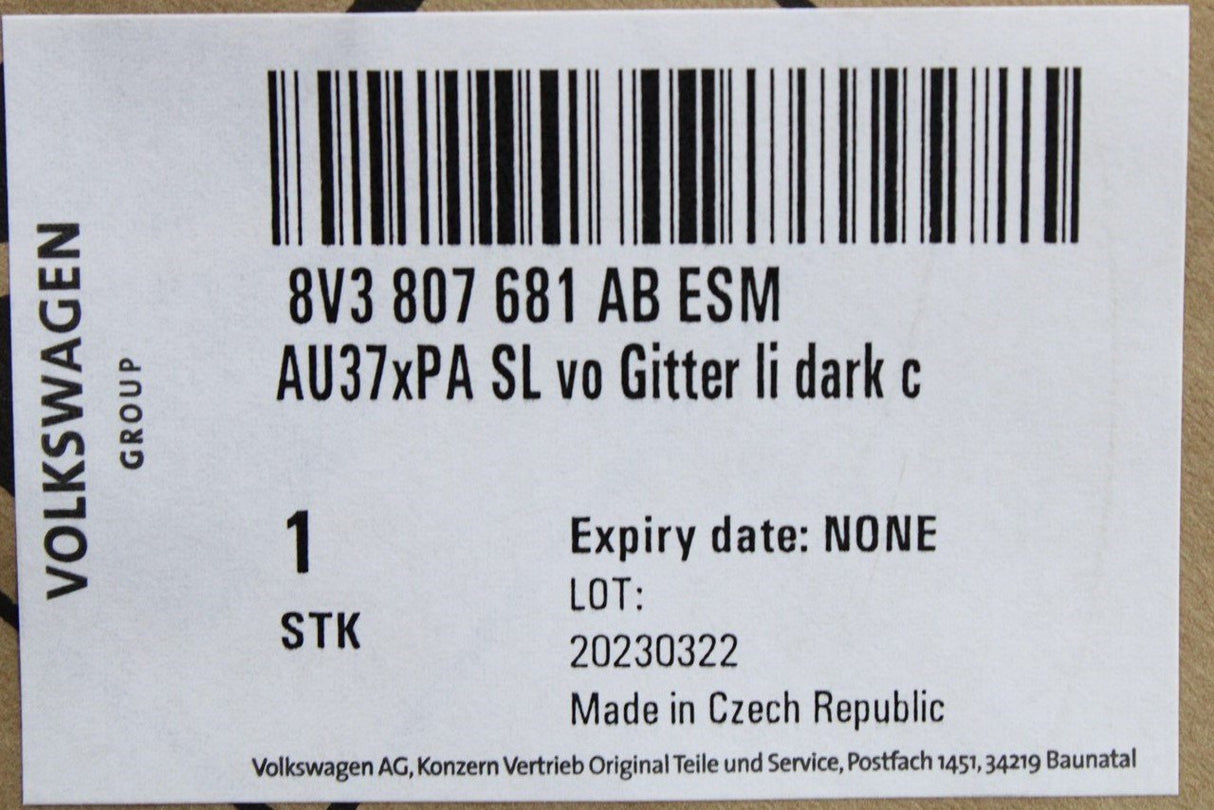 VOLKSWAGEN
GROUP
8V3 807 681 AB ESM
AU37xPA SL vo Gitter li dark c
1
STK
Expiry date: NONE
LOT:
20230322
Made in Czech Republic
Volkswagen AG, Konzern Vertrieb Original Teile und Service, Postfach 1451, 34219 Baunatal